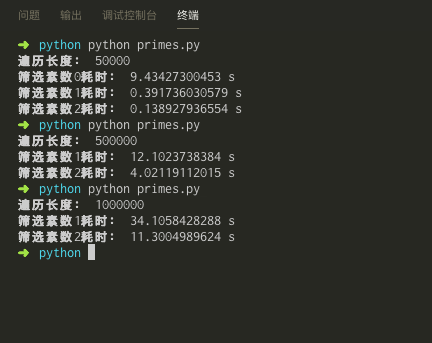 问题 输出 调试控制台 终端
➜ python python primes.py
遍历长度： 50000
筛选素数0耗时： 9.43427300453 s
筛选素数1耗时： 0.391736030579 s
筛选素数2耗时： 0.138927936554 s
➜ python python primes.py
遍历长度： 500000
筛选素数1耗时： 12.1023738384 s
筛选素数2耗时： 4.02119112015 s
➜ python python primes.py
遍历长度： 1000000
筛选素数1耗时： 34.1058428288 s
筛选素数2耗时： 11.3004989624 s
➜ python